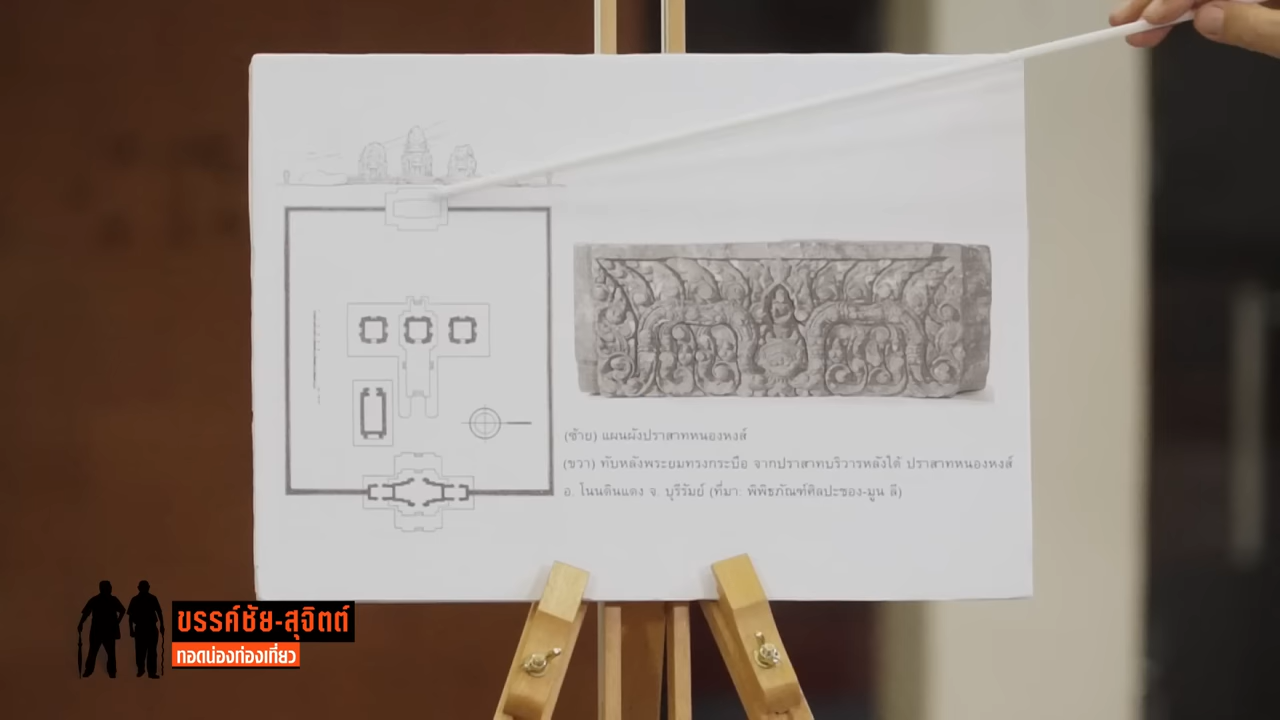 (ซ้าย) แผนผังปราสาทหนองหงส์
(ขวา) ทับหลังพระยมทรงกระบือ จากปราสาทบริวารหลังใต้ ปราสาทหนองหงส์
อ. โนนดินแดง จ. บุรีรัมย์ (ที่มา: พิพิธภัณฑ์ศิลปะซอง-มูน ลี)
ขรรค์ชัย-สุจิตต์
ทอดน่องท่องเที่ยว